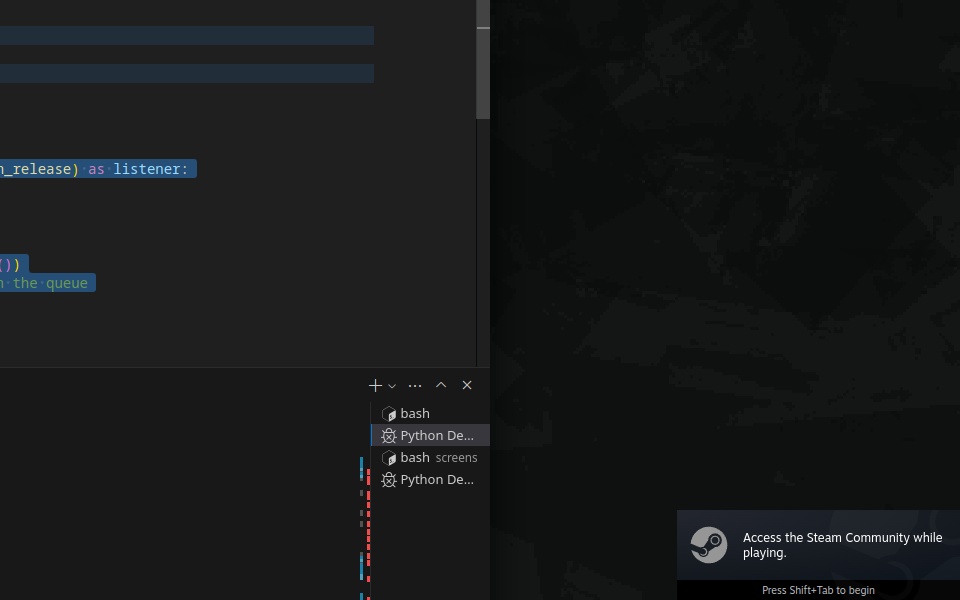 _release) as listener:
())
the queue
bash
Python De...
bash screens
Python De...
Access the Steam Community while
playing.
Press Shift+Tab to begin